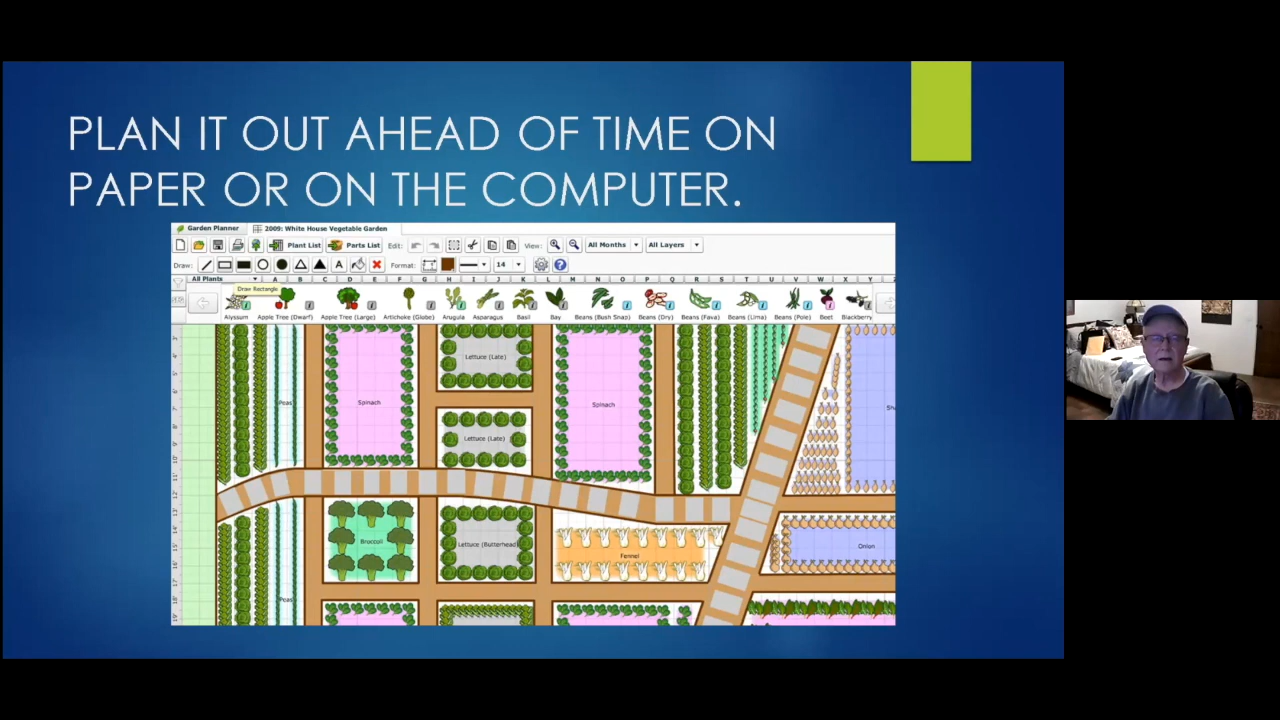 PLAN IT OUT AHEAD OF TIME ON
PAPER OR ON THE COMPUTER.
Garden Planner 2009: White House Vegetable Garden
Plant List Parts List Edit: View: All Months All Layers
Draw: A Format: 14
All Plants A B C D E F G H I J K L M N O P Q R S T U V W X Y
Draw Rectangle
Alyssum Apple Tree (Dwarf) Apple Tree (Large) Artichoke (Globe) Arugula Asparagus Basil Bay Beans (Bush Snap) Beans (Dry) Beans (Fava) Beans (Lima) Beans (Pole) Beet Blackberry
Lettuce (Late)
Peas Spinach Spinach Sha
Lettuce (Late)
Broccoli Lettuce (Butterhead) Fennel Onion
Peas